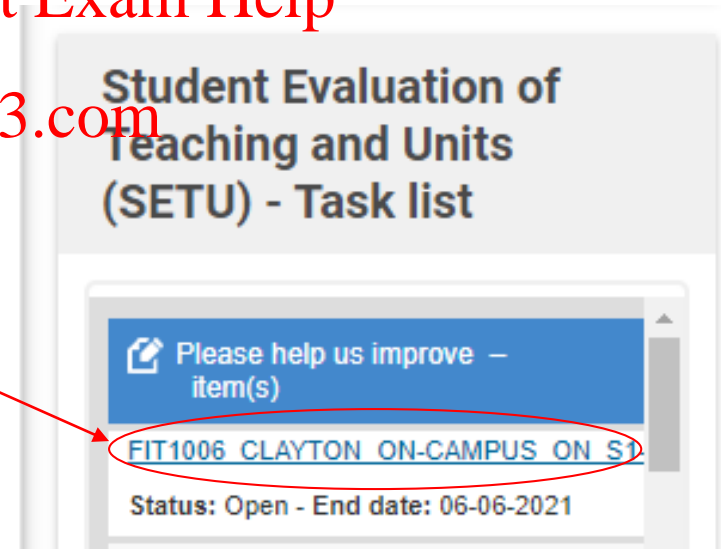 t Exam Help
3.com
Student Evaluation of
Teaching and Units
(SETU) - Task list
Please help us improve –
item(s)
FIT1006_CLAYTON_ON-CAMPUS_ON_S1-
Status: Open - End date: 06-06-2021